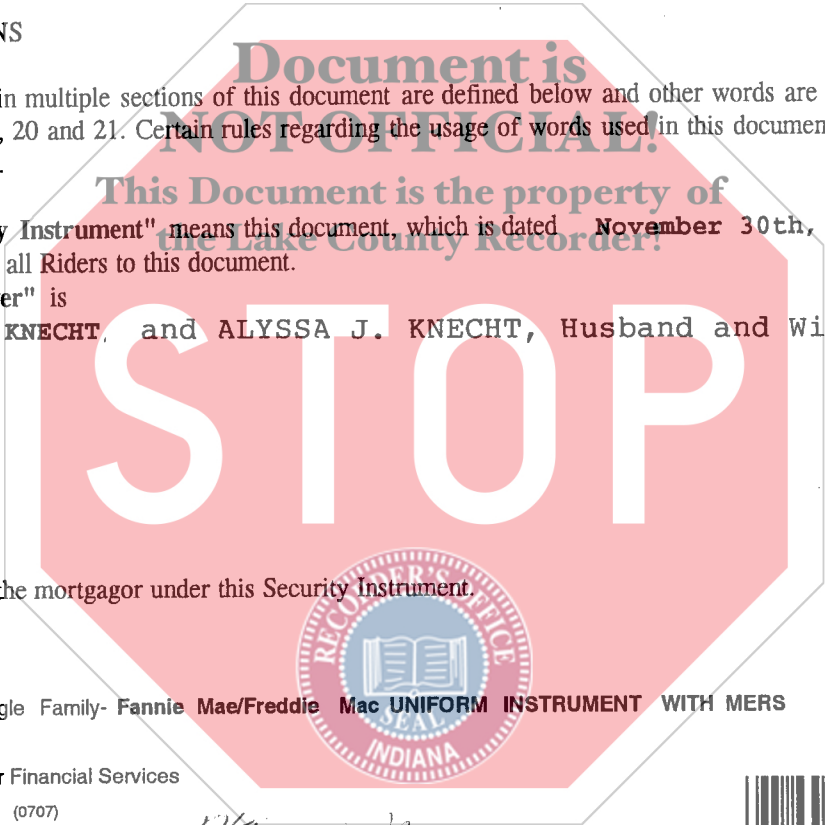 NS
Document is
in multiple sections of this document are defined below and other words are
, 20 and 21. Certain rules regarding the usage of words used in this documen
NOT OFFICIAL!
This Document is the property of
y Instrument" means this document, which is dated November 30th,
the Lake County Recorder!
all Riders to this document.
er" is
KNECHT, and ALYSSA J. KNECHT, Husband and Wi
STOP
the mortgagor under this Security Instrument.
RECORDER'S OFFICE
SEAL
INDIANA
gle Family- Fannie Mae/Freddie Mac UNIFORM INSTRUMENT WITH MERS
r Financial Services
(0707)